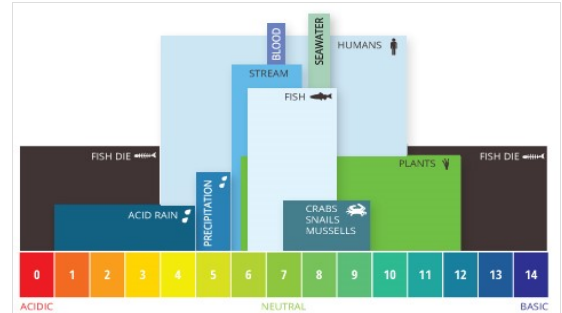 BLOOD
SEAWATER
HUMANS
STREAM
FISH
FISH DIE
PLANTS
FISH DIE
PRECIPITATION
ACID RAIN
CRABS
SNAILS
MUSSELLS
0 1 2 3 4 5 6 7 8 9 10 11 12 13 14
ACIDIC NEUTRAL BASIC